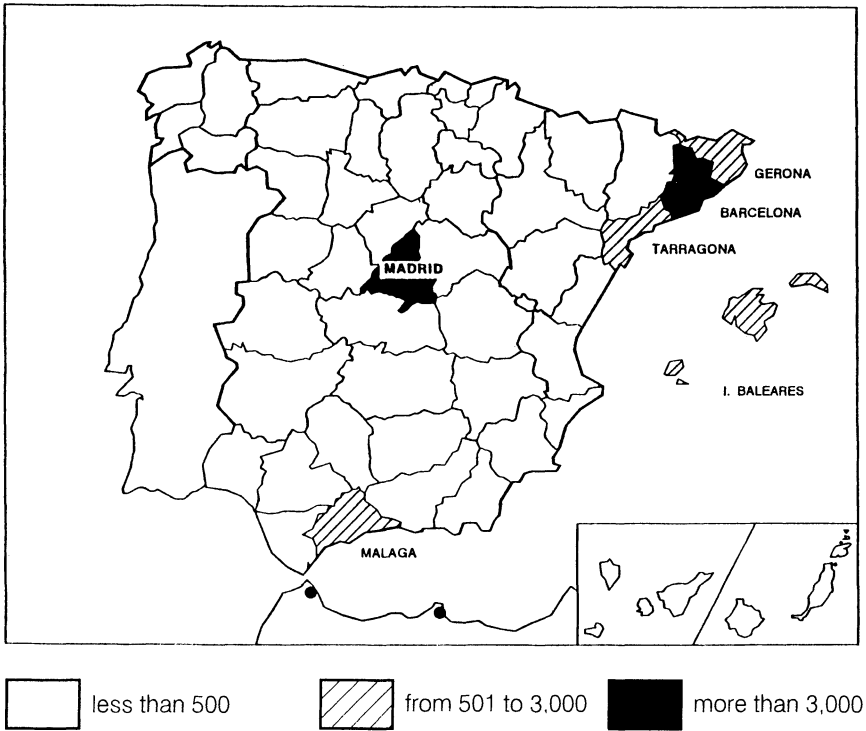 GERONA
BARCELONA
TARRAGONA
MADRID
I. BALEARES
MALAGA
less than 500
from 501 to 3,000
more than 3,000